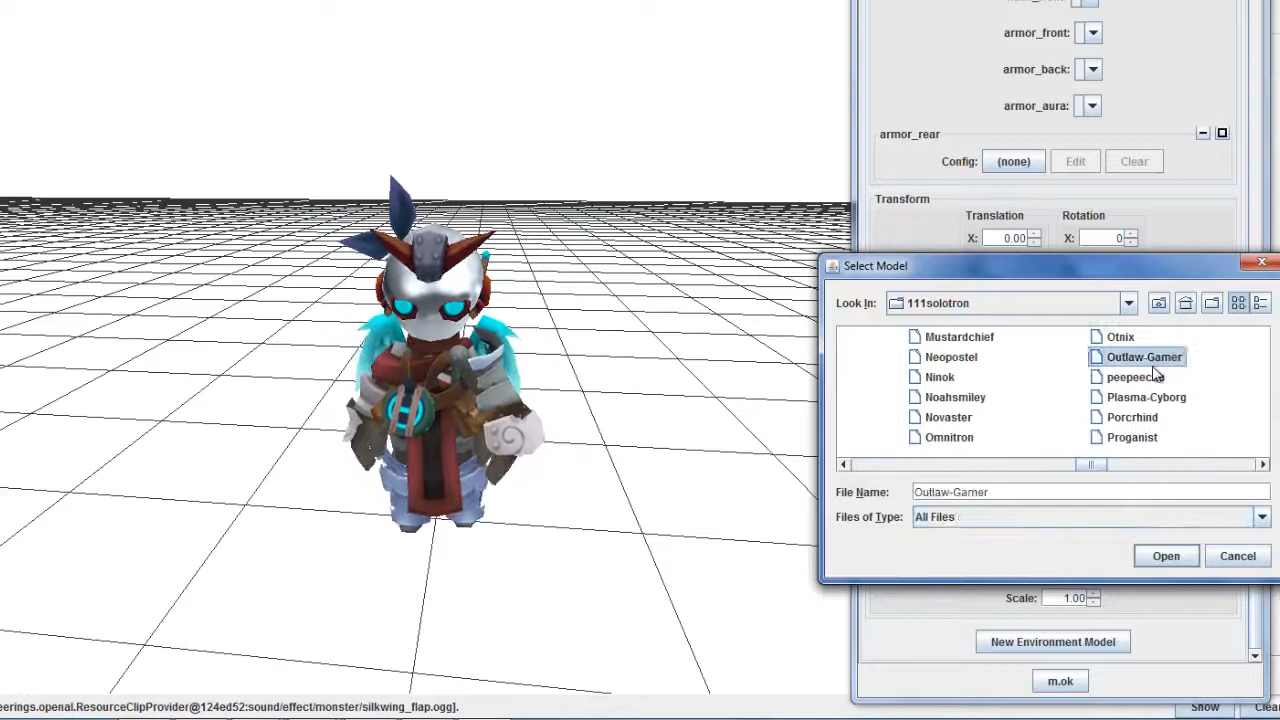 armor_front:
armor_back:
armor_aura:
armor_rear
Config: (none) Edit Clear
Transform
Translation Rotation
X: 0.00 X: 0
Select Model
Look In: 111solotron
Mustardchief Otnix
Neopostel Outlaw-Gamer
Ninok
Noahsmiley Plasma-Cyborg
Novaster Porcrhind
Omnitron Proganist
File Name: Outlaw-Gamer
Files of Type: All Files
Open Cancel
Scale: 1.00
New Environment Model
m.ok
eerings.openal.ResourceClipProvider@124ed52:sound/effect/monster/silkwing_flap.ogg].
Show